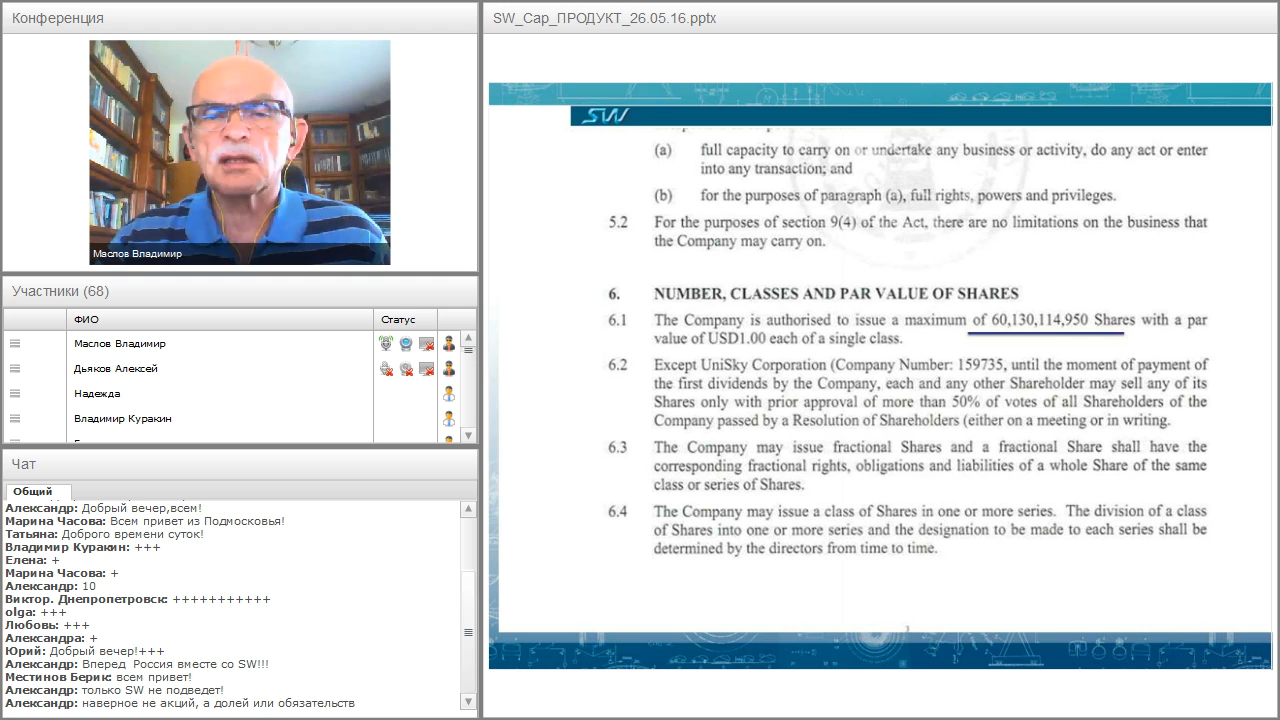 Конференция
Маслов Владимир
Участники (68)
ФИО
Статус
Маслов Владимир
Дьяков Алексей
Надежда
Владимир Куракин
Чат
Общий
Александр: Добрый вечер,всем!
Марина Часова: Всем привет из Подмосковья!
Татьяна: Доброго времени суток!
Владимир Куракин: +++
Елена: +
Марина Часова: +
Александр: 10
Виктор. Днепропетровск: +++++++++++
olga: +++
Любовь: +++
Александра: +
Юрий: Добрый вечер!+++
Александр: Вперед Россия вместе со SW!!!
Местинов Берик: всем привет!
Александр: только SW не подведет!
Александр: наверное не акций, а долей или обязательств
SW_Cap_ПРОДУКТ_26.05.16.pptx
SW
(a) full capacity to carry on or undertake any business or activity, do any act or enter
into any transaction; and
(b) for the purposes of paragraph (a), full rights, powers and privileges.
5.2 For the purposes of section 9(4) of the Act, there are no limitations on the business that
the Company may carry on.
6. NUMBER, CLASSES AND PAR VALUE OF SHARES
6.1 The Company is authorised to issue a maximum of 60,130,114,950 Shares with a par
value of USD1.00 each of a single class.
6.2 Except UniSky Corporation (Company Number: 159735, until the moment of payment of
the first dividends by the Company, each and any other Shareholder may sell any of its
Shares only with prior approval of more than 50% of votes of all Shareholders of the
Company passed by a Resolution of Shareholders (either on a meeting or in writing.
6.3 The Company may issue fractional Shares and a fractional Share shall have the
corresponding fractional rights, obligations and liabilities of a whole Share of the same
class or series of Shares.
6.4 The Company may issue a class of Shares in one or more series. The division of a class
of Shares into one or more series and the designation to be made to each series shall be
determined by the directors from time to time.